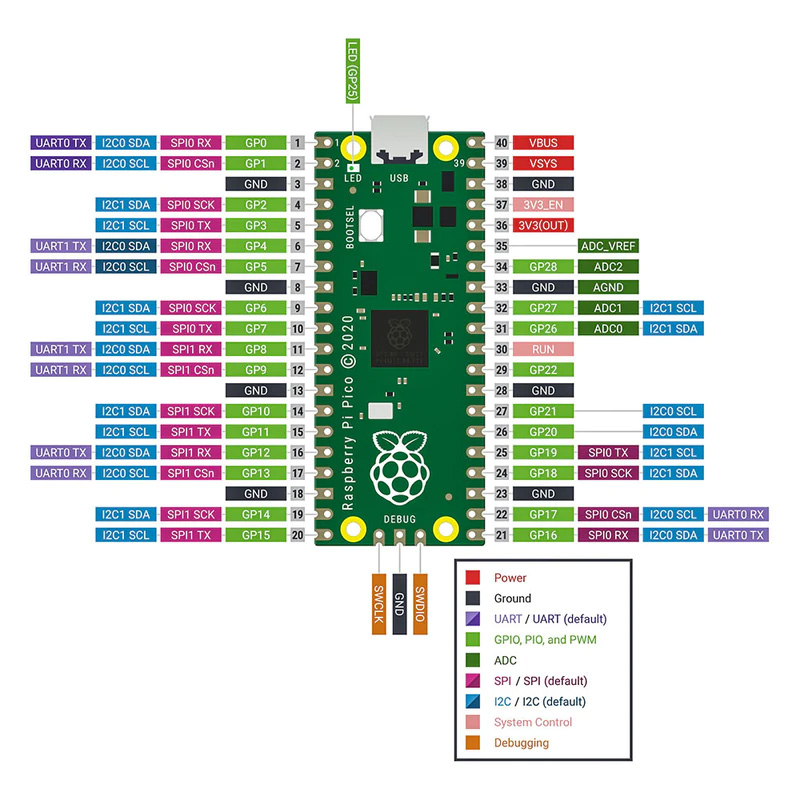 LED (GP25)
UART0 TX I2C0 SDA SPI0 RX GP0 1 1 40 VBUS
UART0 RX I2C0 SCL SPI0 CSn GP1 2 2 39 39 VSYS
LED USB
GND 3 38 GND
I2C1 SDA SPI0 SCK GP2 4 37 3V3_EN
BOOTSEL
I2C1 SCL SPI0 TX GP3 5 36 3V3(OUT)
UART1 TX I2C0 SDA SPI0 RX GP4 6 35 ADC_VREF
UART1 RX I2C0 SCL SPI0 CSn GP5 7 34 GP28 ADC2
GND 8 33 GND AGND
I2C1 SDA SPI0 SCK GP6 9 32 GP27 ADC1 I2C1 SCL
I2C1 SCL SPI0 TX GP7 10 31 GP26 ADC0 I2C1 SDA
UART1 TX I2C0 SDA SPI1 RX GP8 11 30 RUN
UART1 RX I2C0 SCL SPI1 CSn GP9 12 29 GP22
Raspberry Pi Pico © 2020
GND 13 28 GND
I2C1 SDA SPI1 SCK GP10 14 27 GP21 I2C0 SCL
I2C1 SCL SPI1 TX GP11 15 26 GP20 I2C0 SDA
UART0 TX I2C0 SDA SPI1 RX GP12 16 25 GP19 SPI0 TX I2C1 SCL
UART0 RX I2C0 SCL SPI1 CSn GP13 17 24 GP18 SPI0 SCK I2C1 SDA
GND 18 23 GND
I2C1 SDA SPI1 SCK GP14 19 22 GP17 SPI0 CSn I2C0 SCL UART0 RX
DEBUG
I2C1 SCL SPI1 TX GP15 20 21 GP16 SPI0 RX I2C0 SDA UART0 TX
SWCLK GND SWDIO
Power
Ground
UART / UART (default)
GPIO, PIO, and PWM
ADC
SPI / SPI (default)
I2C / I2C (default)
System Control
Debugging